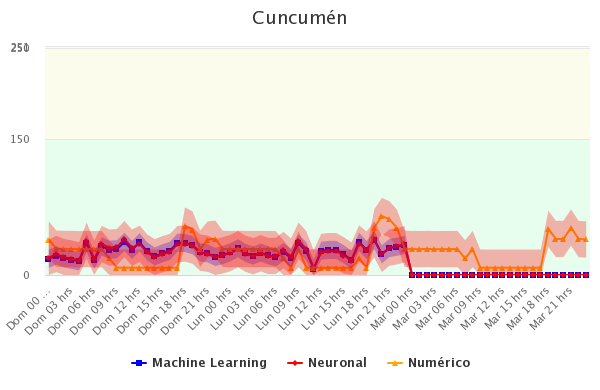 Cuncumén
250
150
0
Dom 00 ...
Dom 03 hrs
Dom 06 hrs
Dom 09 hrs
Dom 12 hrs
Dom 15 hrs
Dom 18 hrs
Dom 21 hrs
Lun 00 hrs
Lun 03 hrs
Lun 06 hrs
Lun 09 hrs
Lun 12 hrs
Lun 15 hrs
Lun 18 hrs
Lun 21 hrs
Mar 00 hrs
Mar 03 hrs
Mar 06 hrs
Mar 09 hrs
Mar 12 hrs
Mar 15 hrs
Mar 18 hrs
Mar 21 hrs
Machine Learning Neuronal Numérico